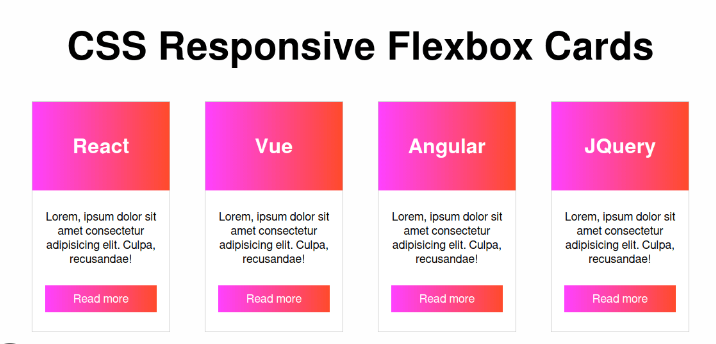 CSS Responsive Flexbox Cards
React
Lorem, ipsum dolor sit
amet consectetur
adipisicing elit. Culpa,
recusandae!
Read more
Vue
Lorem, ipsum dolor sit
amet consectetur
adipisicing elit. Culpa,
recusandae!
Read more
Angular
Lorem, ipsum dolor sit
amet consectetur
adipisicing elit. Culpa,
recusandae!
Read more
JQuery
Lorem, ipsum dolor sit
amet consectetur
adipisicing elit. Culpa,
recusandae!
Read more